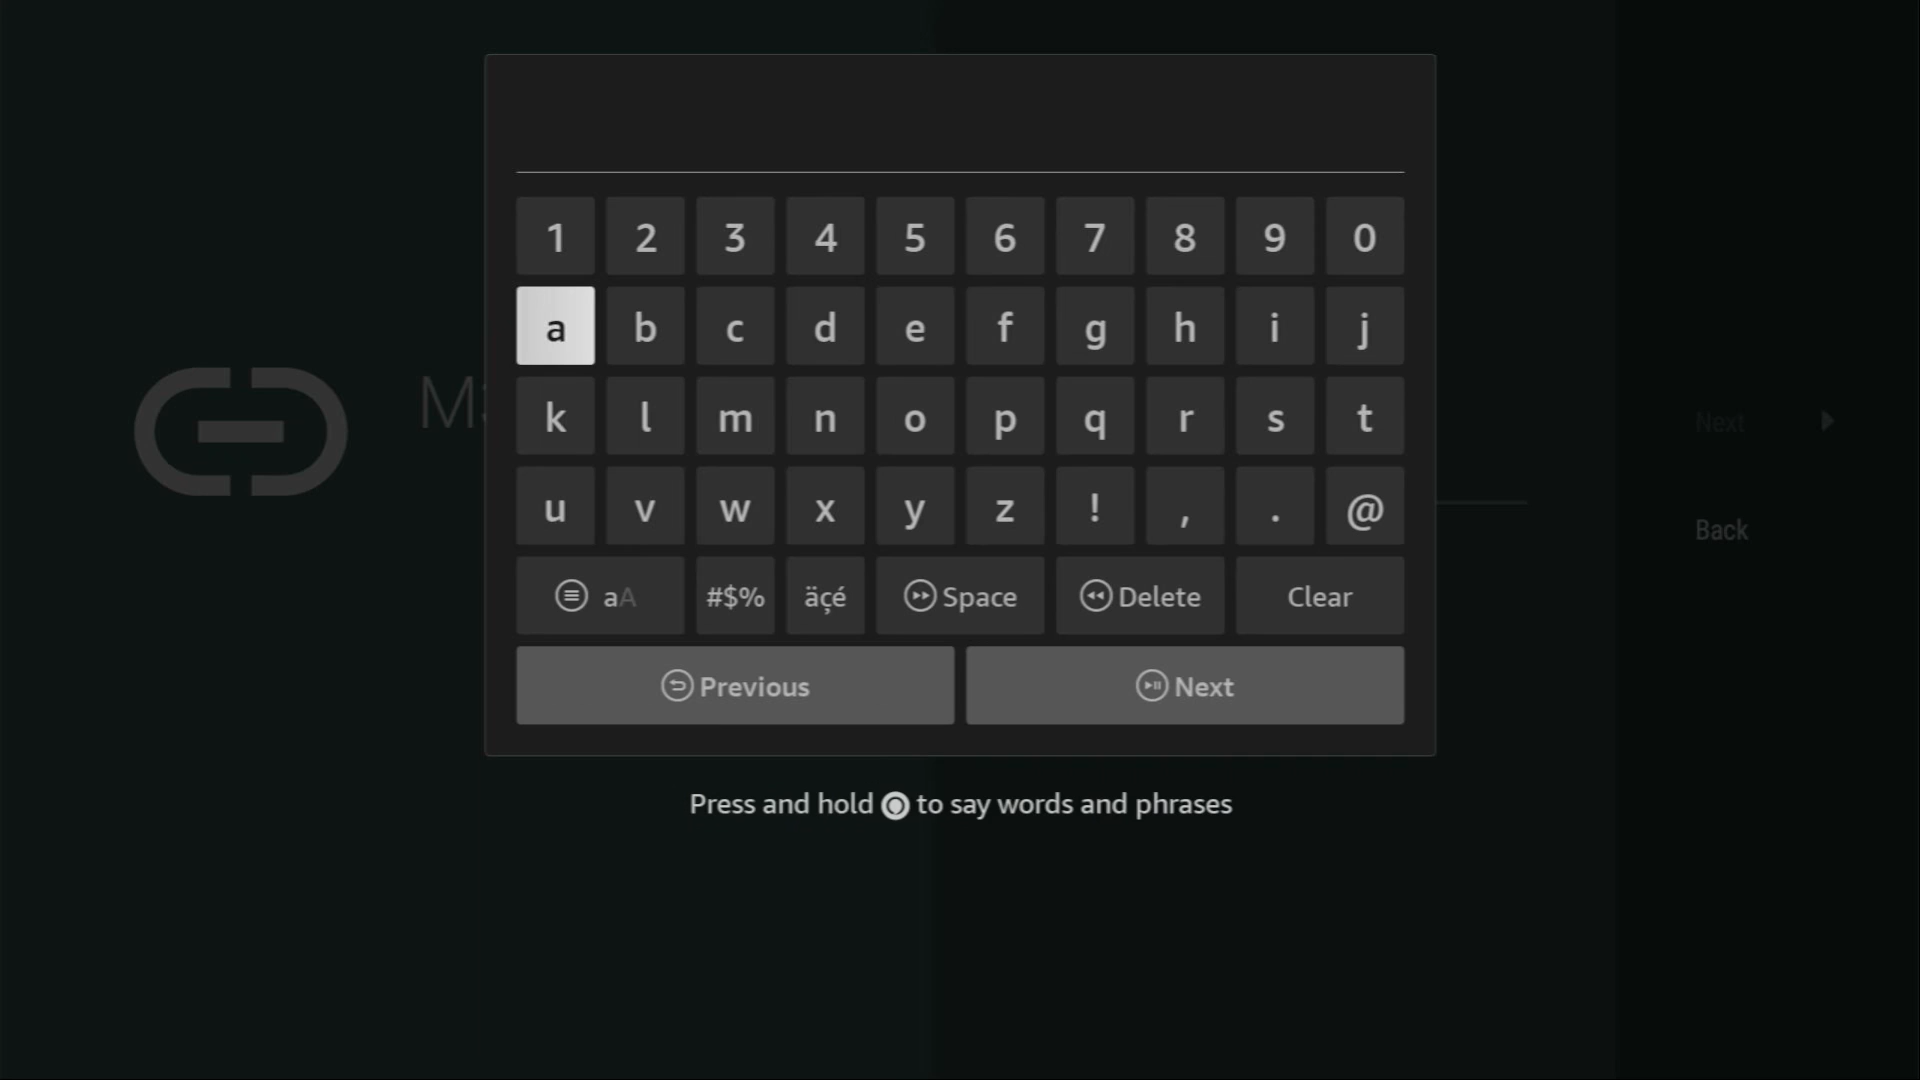 1 2 3 4 5 6 7 8 9 0
a b c d e f g h i j
k l m n o p q r s t
u v w x y z ! , . @
aA #$% äçé Space Delete Clear
Previous Next
Press and hold to say words and phrases
Next
Back